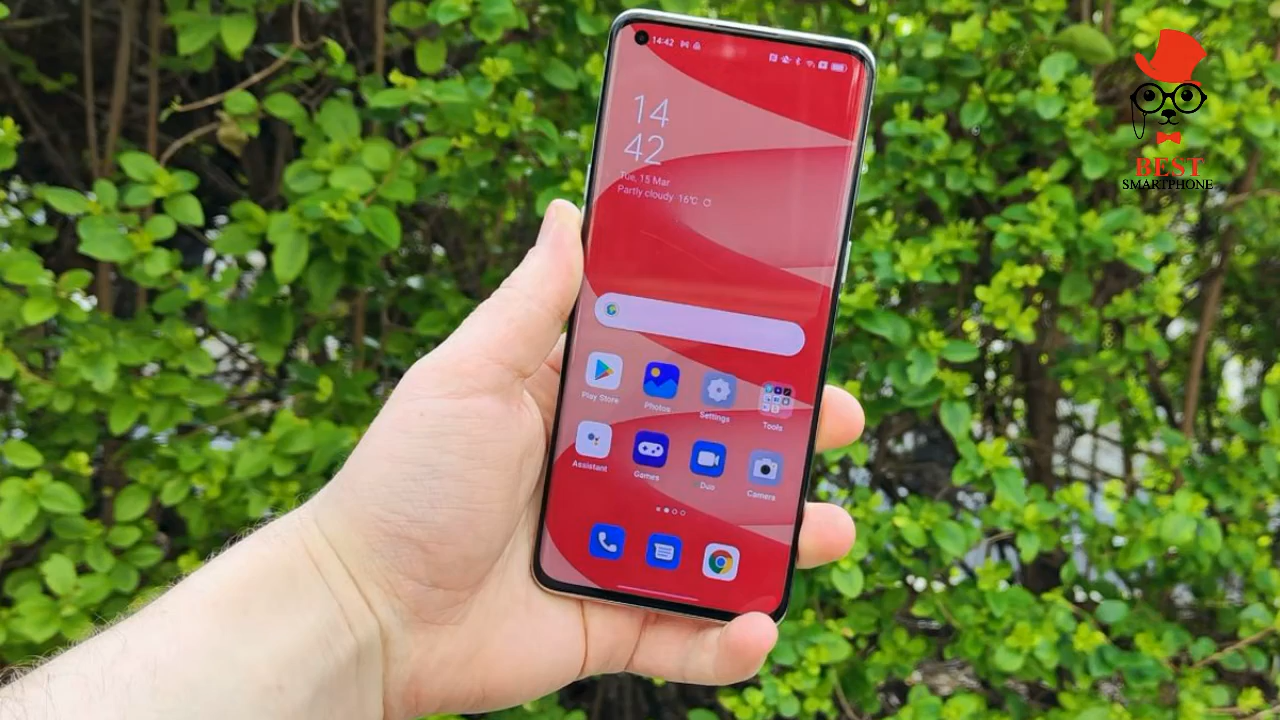 14:42
14
42
Tue, 15 Mar
Partly cloudy 16°C
Play Store
Photos
Settings
Tools
Assistant
Games
Duo
Camera
BEST
SMARTPHONE